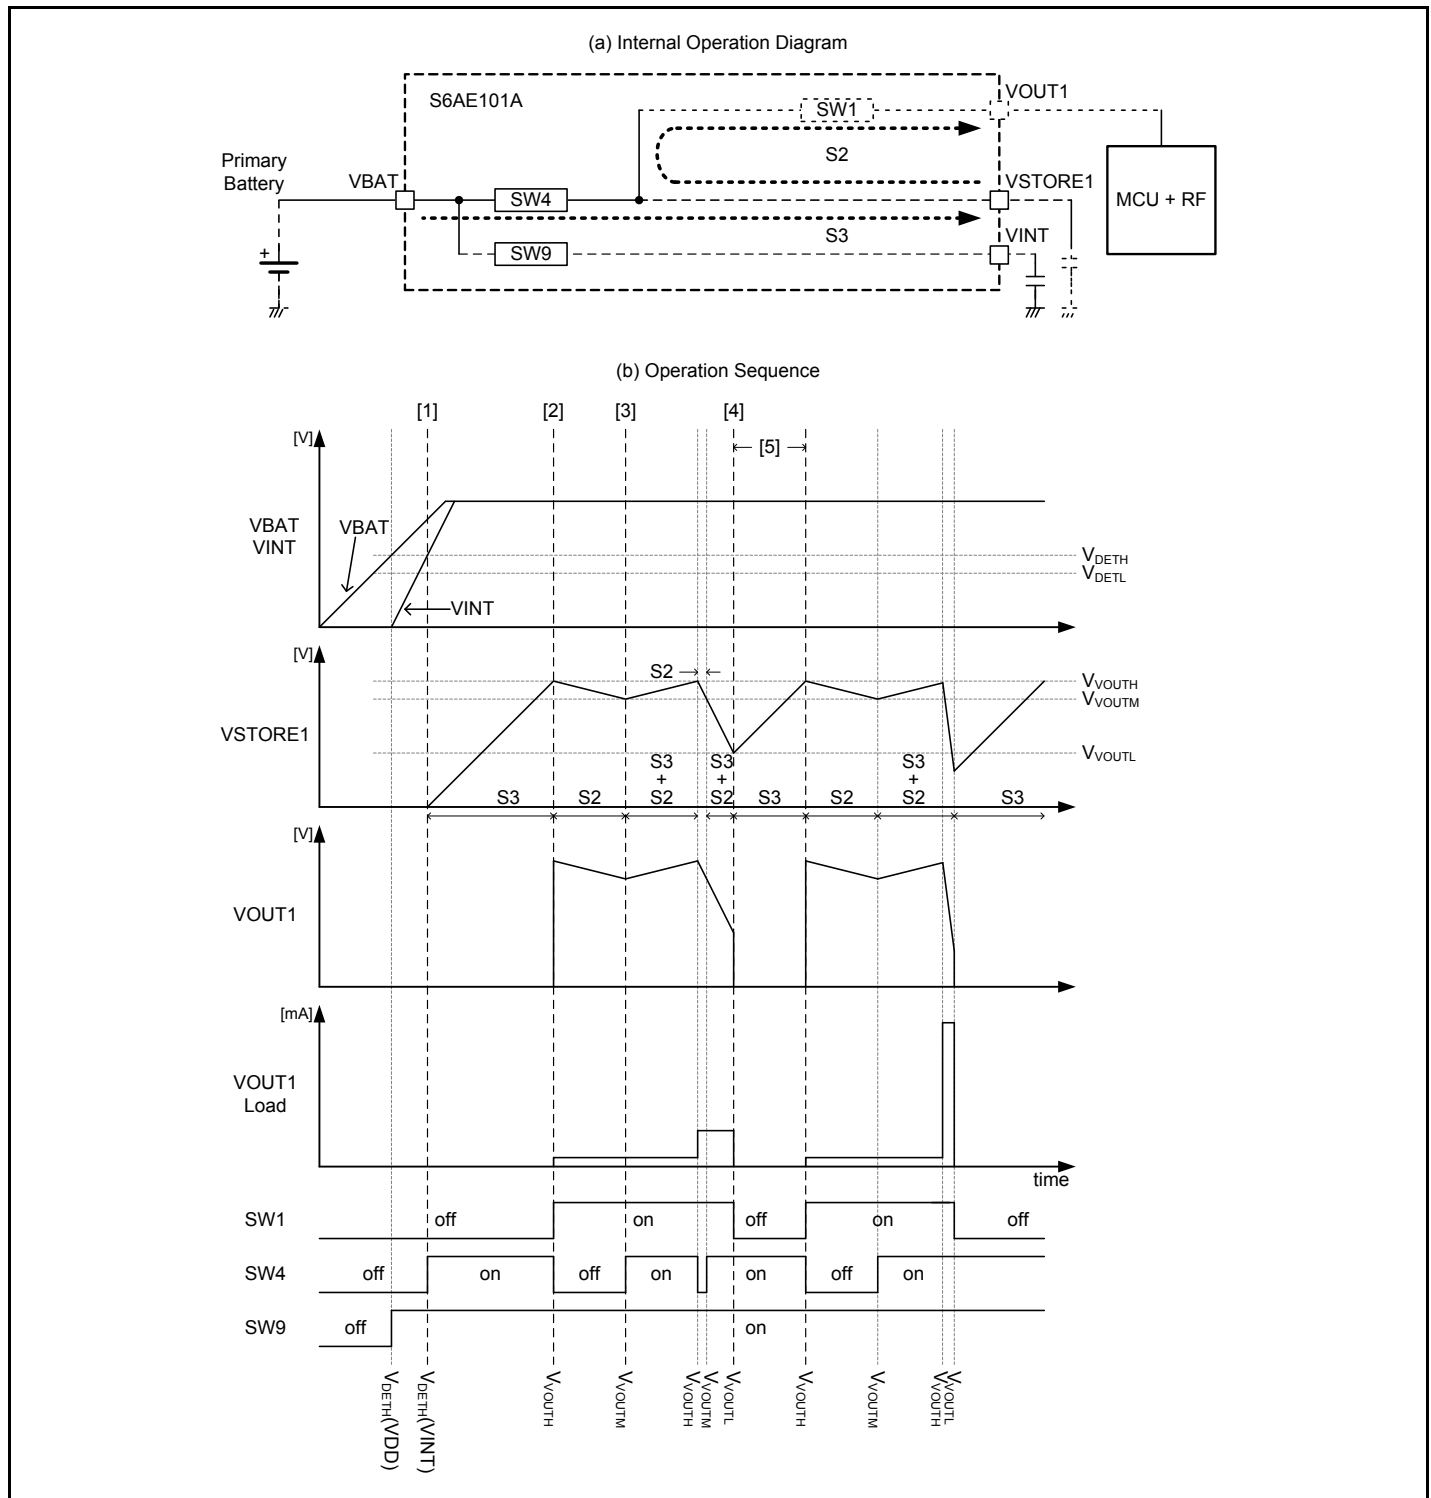 (a) Internal Operation Diagram
S6AE101A
VOUT1
SW1
S2
Primary
Battery
VBAT
SW4
VSTORE1
MCU + RF
S3
VINT
SW9
+
(b) Operation Sequence
[1]
[2]
[3]
[4]
[5]
[V]
VBAT
VINT
VBAT
VINT
VDETH
VDETL
[V]
S2
VVOUTH
VVOUTM
VSTORE1
VVOUTL
S3
S2
S3
+
S2
S3
+
S2
S3
S2
S3
+
S2
S3
[V]
VOUT1
[mA]
VOUT1
Load
time
SW1
off
on
off
on
off
SW4
off
on
off
on
on
off
on
SW9
off
on
VDETH(VDD)
VDETH(VINT)
VVOUTH
VVOUTM
VVOUTH
VVOUTM
VVOUTL
VVOUTH
VVOUTM
VVOUTH
VVOUTL